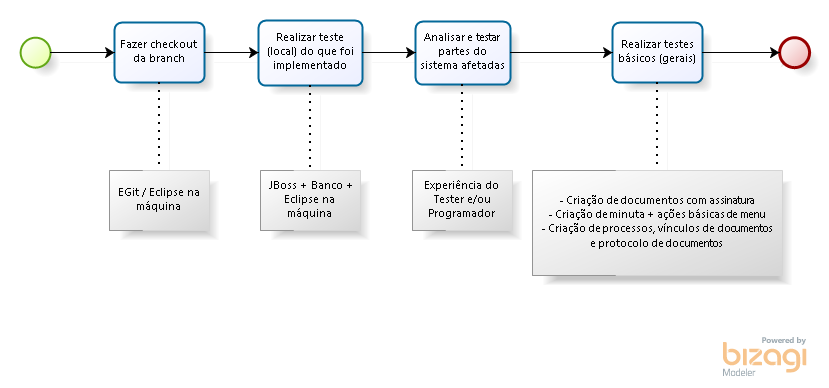 Fazer checkout
da branch
Realizar teste
(local) do que foi
implementado
Analisar e testar
partes do
sistema afetadas
Realizar testes
básicos (gerais)
EGit / Eclipse na
máquina
JBoss + Banco +
Eclipse na
máquina
Experiência do
Tester e/ou
Programador
- Criação de documentos com assinatura
- Criação de minuta + ações básicas de menu
- Criação de processos, vínculos de documentos
e protocolo de documentos
Powered by
bizagi
Modeler